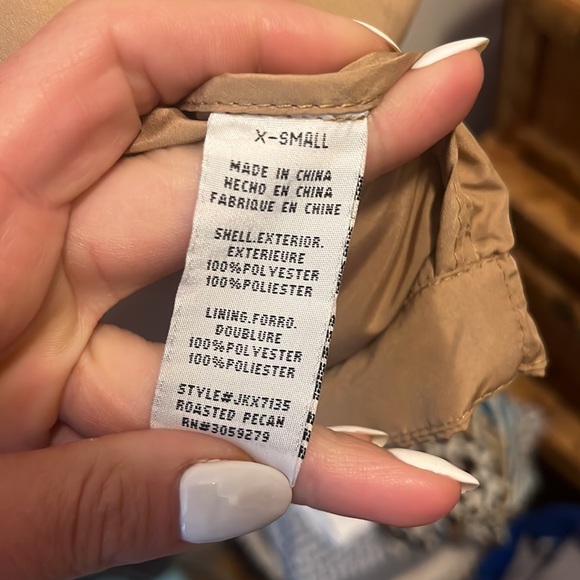 X-SMALL
MADE IN CHINA
HECHO EN CHINA
FABRIQUE EN CHINE
SHELL.EXTERIOR.
EXTERIEURE
100%POLYESTER
100%POLIESTER
LINING.FORRO.
DOUBLURE
100%POLYESTER
100%POLIESTER
STYLE#JKX7135
ROASTED PECAN
RN#3059279